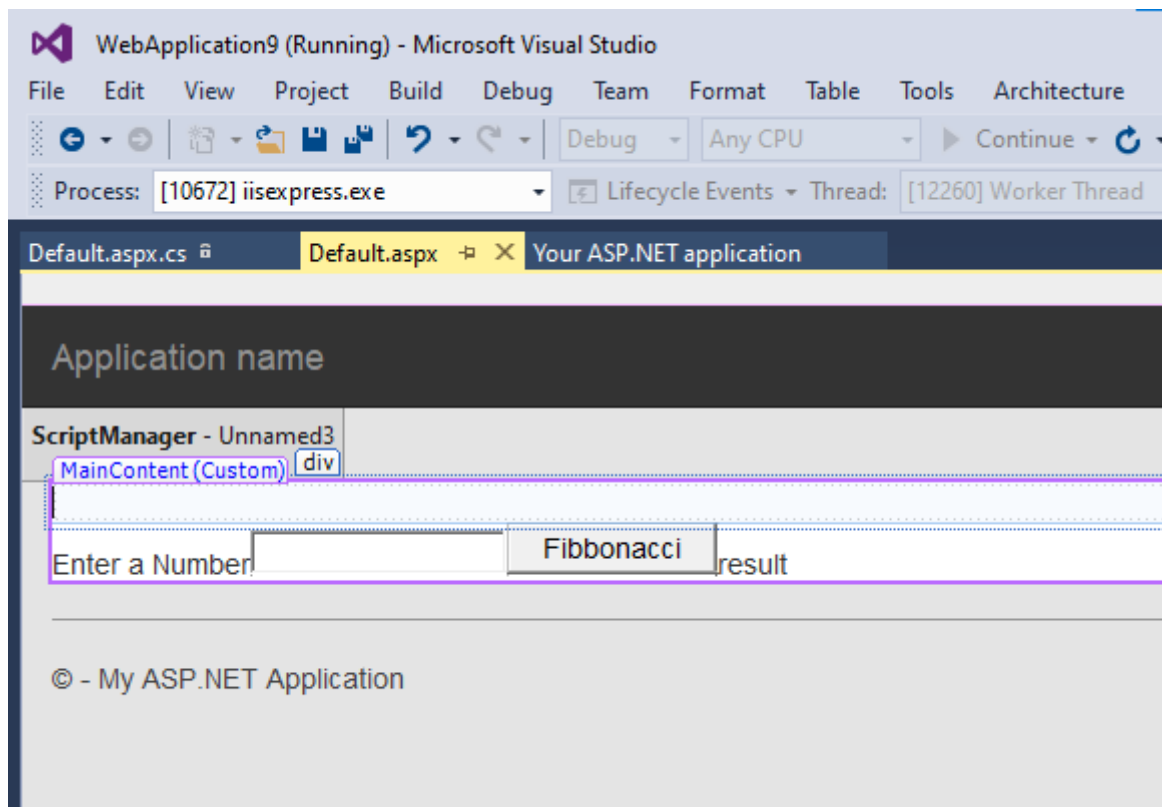 WebApplication9 (Running) - Microsoft Visual Studio
File Edit View Project Build Debug Team Format Table Tools Architecture
Debug Any CPU Continue
Process: [10672] iisexpress.exe Lifecycle Events Thread: [12260] Worker Thread
Default.aspx.cs Default.aspx Your ASP.NET application
Application name
ScriptManager - Unnamed3
MainContent (Custom) div
Enter a Number Fibbonacci result
© - My ASP.NET Application